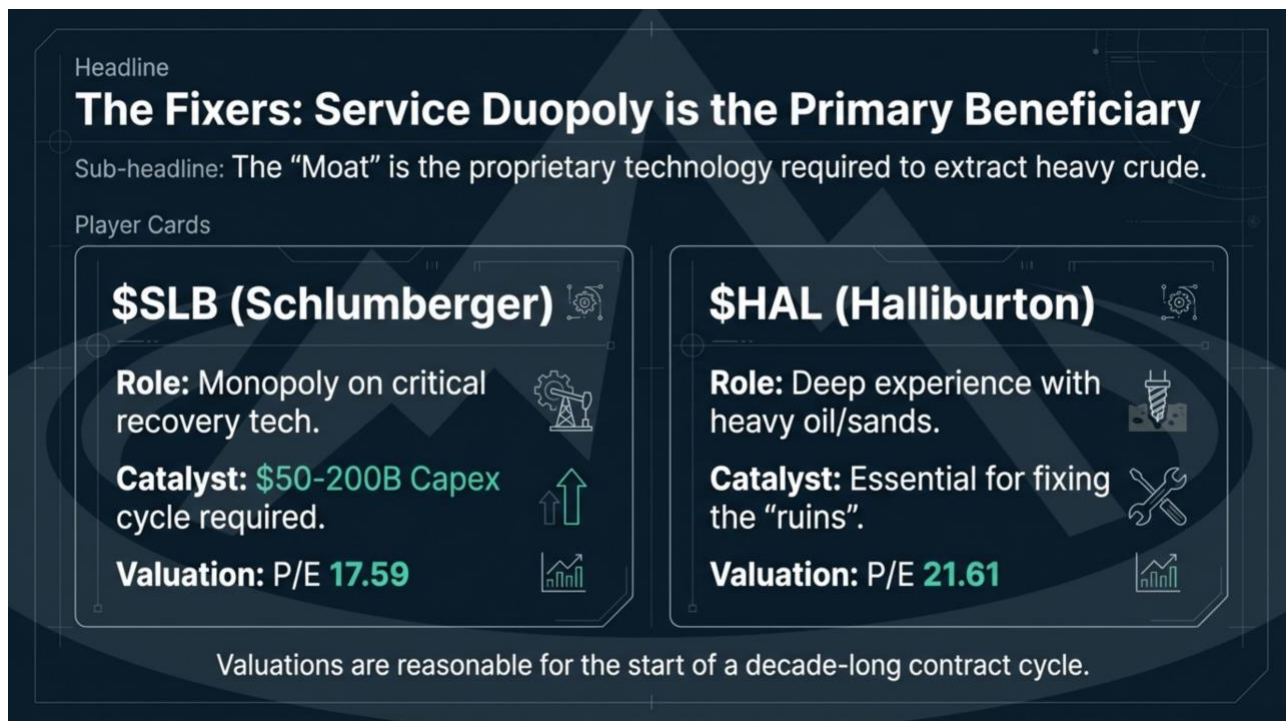 Headline
The Fixers: Service Duopoly is the Primary Beneficiary
Sub-headline: The “Moat” is the proprietary technology required to extract heavy crude.
Player Cards
$SLB (Schlumberger)
Role: Monopoly on critical
recovery tech.
Catalyst: $50-200B Capex
cycle required.
Valuation: P/E 17.59
$HAL (Halliburton)
Role: Deep experience with
heavy oil/sands.
Catalyst: Essential for fixing
the “ruins”.
Valuation: P/E 21.61
Valuations are reasonable for the start of a decade-long contract cycle.